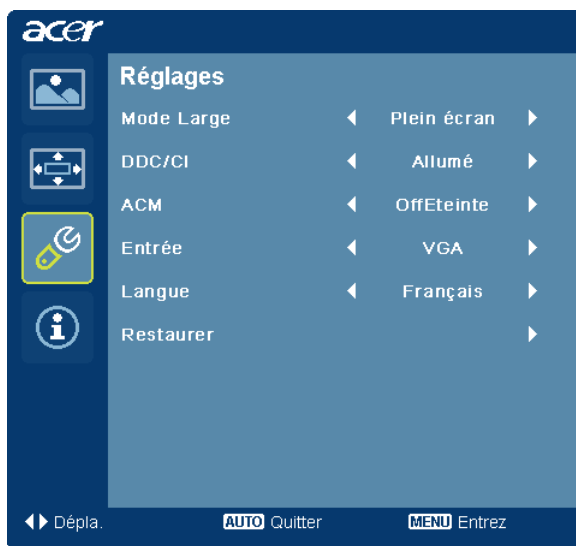 acer
Réglages
Mode Large Plein écran
DDC/CI Allumé
ACM OffEteinte
Entrée VGA
Langue Français
Restaurer
Dépla. AUTO Quitter MENU Entrez